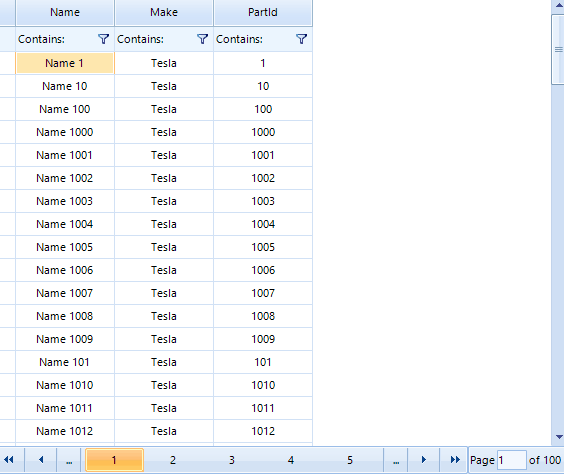 Name Make PartId
Contains: Contains: Contains:
Name 1 Tesla 1
Name 10 Tesla 10
Name 100 Tesla 100
Name 1000 Tesla 1000
Name 1001 Tesla 1001
Name 1002 Tesla 1002
Name 1003 Tesla 1003
Name 1004 Tesla 1004
Name 1005 Tesla 1005
Name 1006 Tesla 1006
Name 1007 Tesla 1007
Name 1008 Tesla 1008
Name 1009 Tesla 1009
Name 101 Tesla 101
Name 1010 Tesla 1010
Name 1011 Tesla 1011
Name 1012 Tesla 1012
... 1 2 3 4 5 ... Page 1 of 100